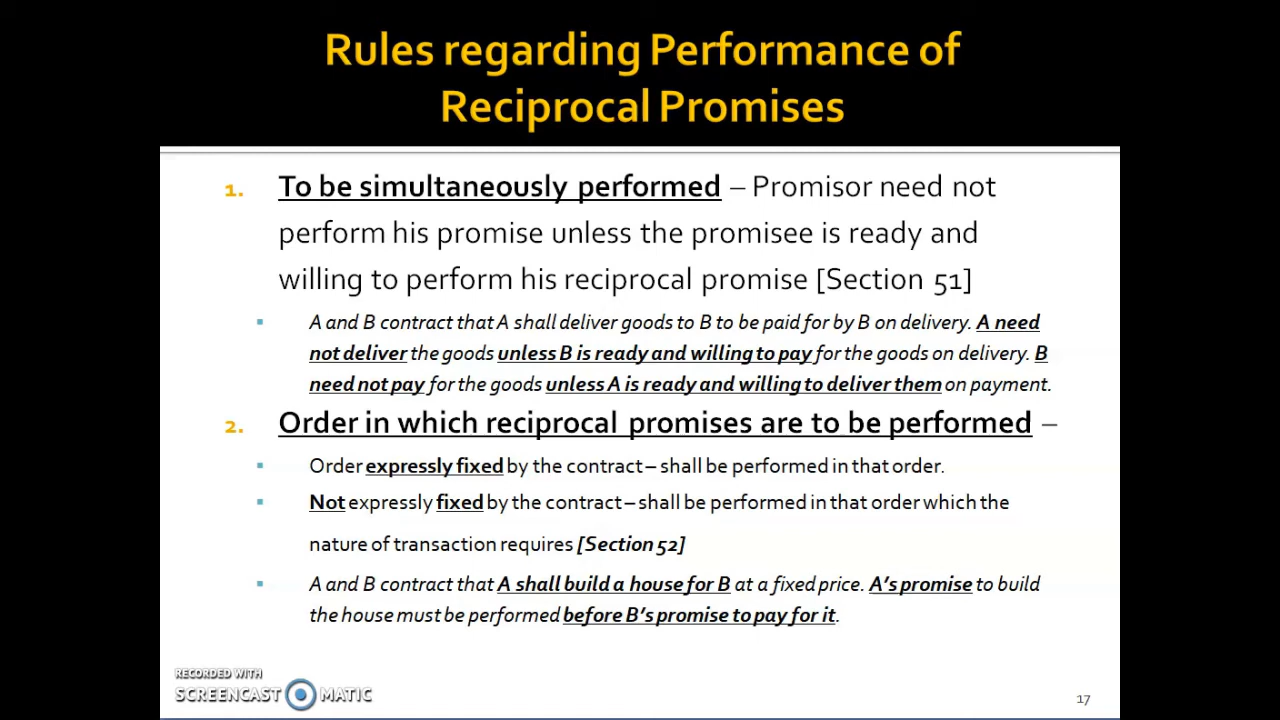 Rules regarding Performance of
Reciprocal Promises
1. To be simultaneously performed – Promisor need not
perform his promise unless the promisee is ready and
willing to perform his reciprocal promise [Section 51]
▪ A and B contract that A shall deliver goods to B to be paid for by B on delivery. A need
not deliver the goods unless B is ready and willing to pay for the goods on delivery. B
need not pay for the goods unless A is ready and willing to deliver them on payment.
2. Order in which reciprocal promises are to be performed –
▪ Order expressly fixed by the contract – shall be performed in that order.
▪ Not expressly fixed by the contract – shall be performed in that order which the
nature of transaction requires [Section 52]
▪ A and B contract that A shall build a house for B at a fixed price. A's promise to build
the house must be performed before B's promise to pay for it.
RECORDED WITH
SCREENCAST MATIC
17